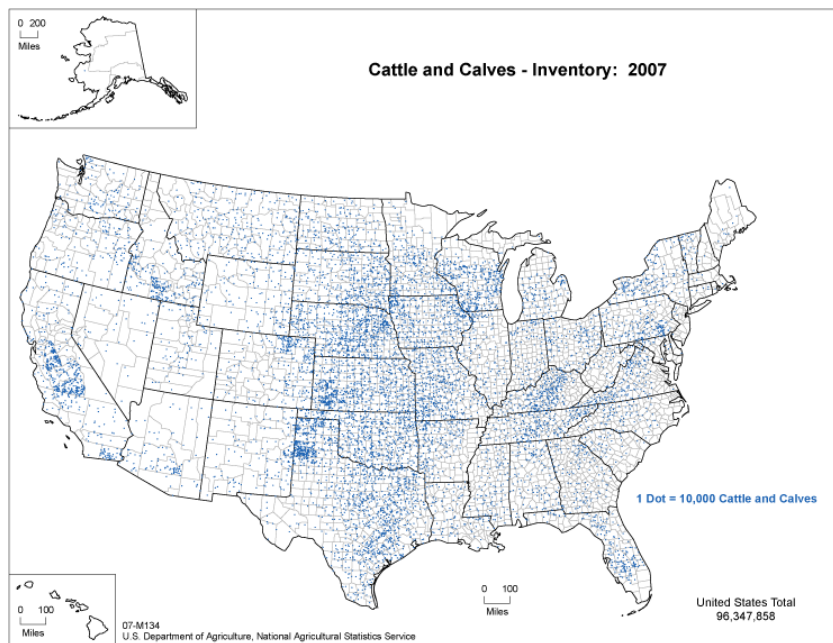 0 200
Miles
Cattle and Calves - Inventory: 2007
1 Dot = 10,000 Cattle and Calves
0 100
Miles
0 100
Miles
United States Total
96,347,858
07-M134
U.S. Department of Agriculture, National Agricultural Statistics Service